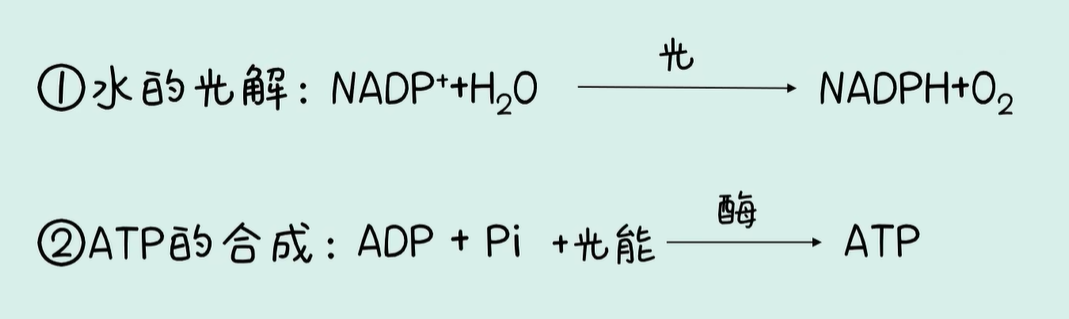 ①水的光解：NADP⁺+H₂O —光→ NADPH+O₂
②ATP的合成：ADP + Pi +光能 —酶→ ATP